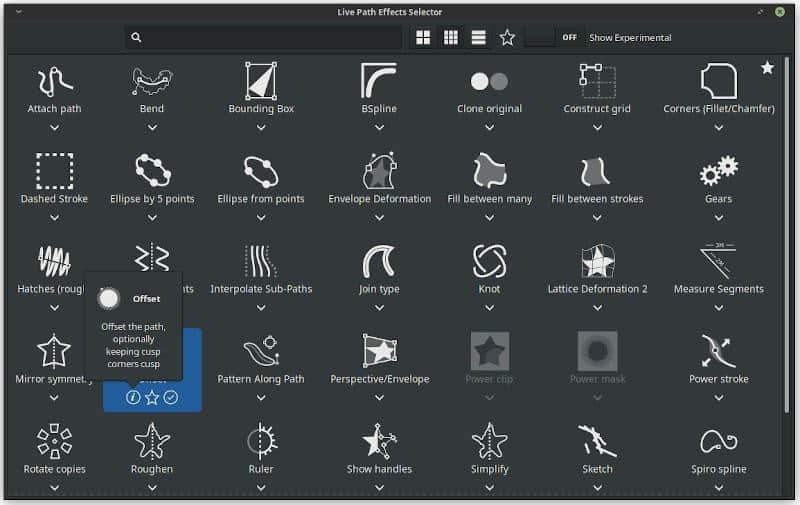 Live Path Effects Selector
OFF Show Experimental
Attach path Bend Bounding Box BSpline Clone original Construct grid Corners (Fillet/Chamfer)
Dashed Stroke Ellipse by 5 points Ellipse from points Envelope Deformation Fill between many Fill between strokes Gears
3M
Hatches Interpolate Sub-Paths Join type Knot Lattice Deformation 2 Measure Segments
Offset
Offset the path,
optionally
keeping cusp
corners cusp
Mirror Pattern Along Path Perspective/Envelope Power clip Power mask Power stroke
Rotate copies Roughen Ruler Show handles Simplify Sketch Spiro spline